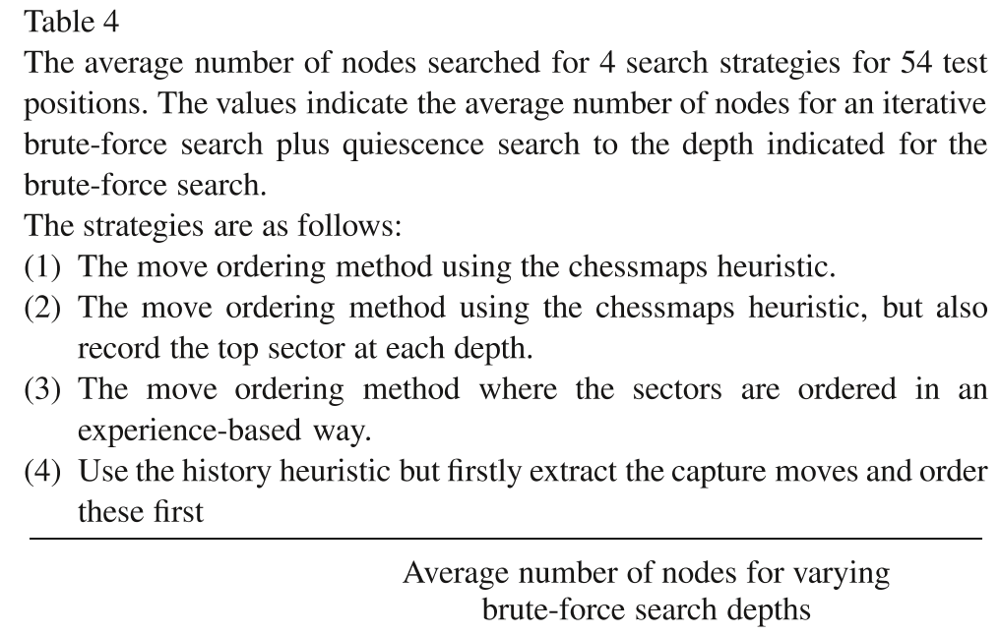 Table 4
The average number of nodes searched for 4 search strategies for 54 test
positions. The values indicate the average number of nodes for an iterative
brute-force search plus quiescence search to the depth indicated for the
brute-force search.
The strategies are as follows:
(1) The move ordering method using the chessmaps heuristic.
(2) The move ordering method using the chessmaps heuristic, but also
record the top sector at each depth.
(3) The move ordering method where the sectors are ordered in an
experience-based way.
(4) Use the history heuristic but firstly extract the capture moves and order
these first
Average number of nodes for varying
brute-force search depths